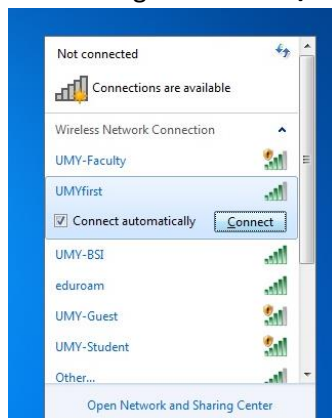 Not connected
Connections are available
Wireless Network Connection
UMY-Faculty
UMYfirst
Connect automatically
Connect
UMY-BSI
eduroam
UMY-Guest
UMY-Student
Other...
Open Network and Sharing Center